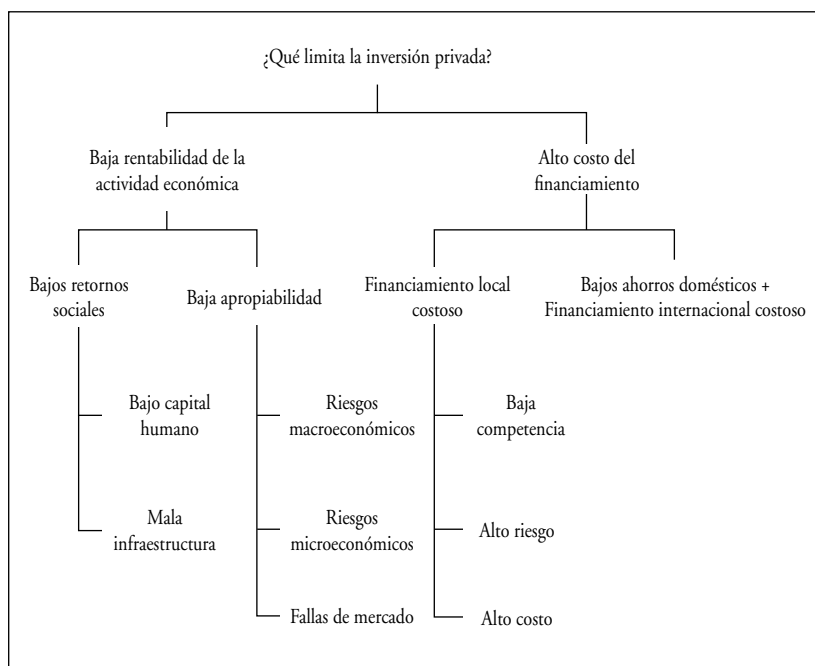 ¿Qué limita la inversión privada?
Baja rentabilidad de la
actividad económica
Alto costo del
financiamiento
Bajos retornos
sociales
Baja apropiabilidad
Financiamiento local
costoso
Bajos ahorros domésticos +
Financiamiento internacional costoso
Bajo capital
humano
Riesgos
macroeconómicos
Baja
competencia
Mala
infraestructura
Riesgos
microeconómicos
Alto riesgo
Fallas de mercado
Alto costo